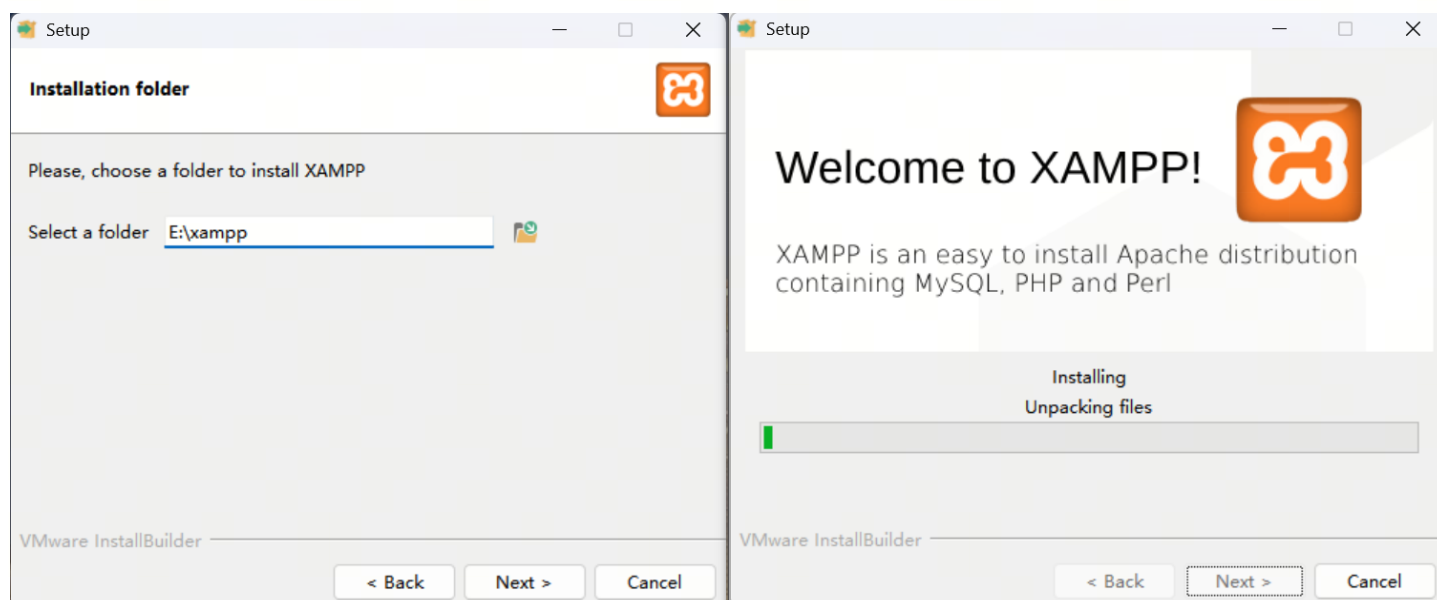 Setup
Installation folder
Please, choose a folder to install XAMPP
Select a folder E:\xampp
VMware InstallBuilder
< Back Next > Cancel
Setup
Welcome to XAMPP!
XAMPP is an easy to install Apache distribution
containing MySQL, PHP and Perl
Installing
Unpacking files
VMware InstallBuilder
< Back Next > Cancel